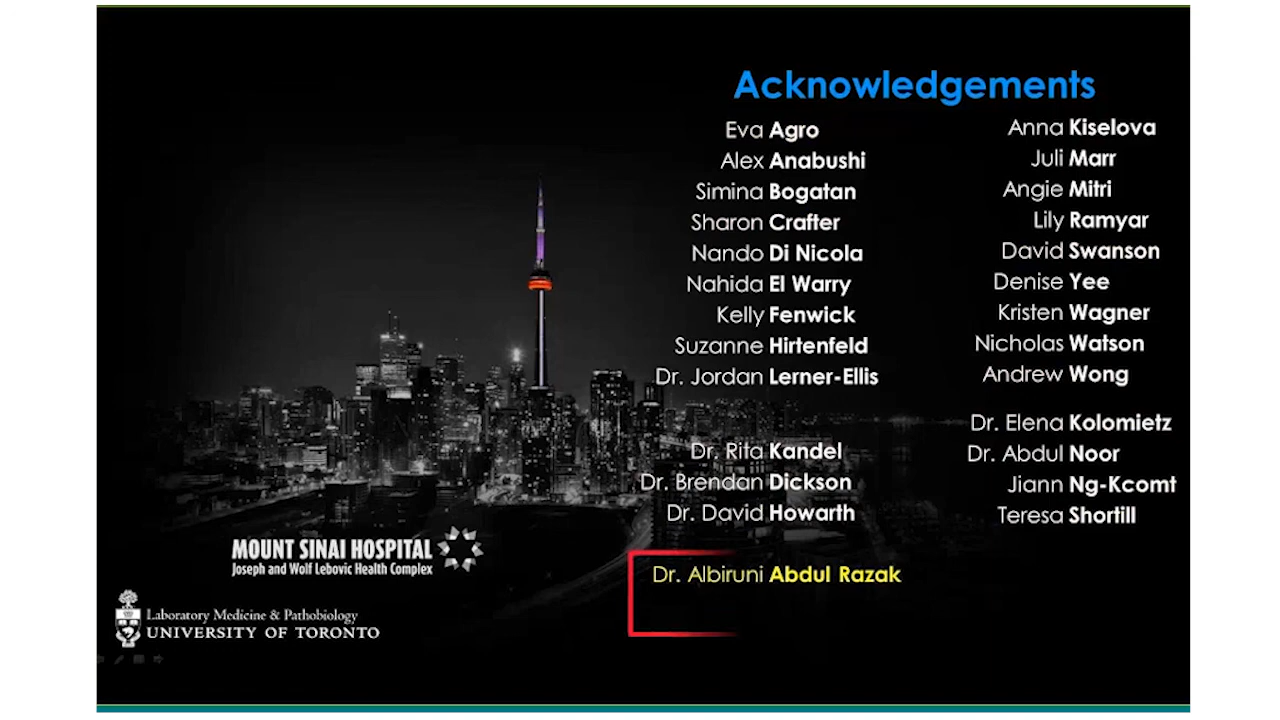 Acknowledgements
Eva Agro
Alex Anabushi
Simina Bogatan
Sharon Crafter
Nando Di Nicola
Nahida El Warry
Kelly Fenwick
Suzanne Hirtenfeld
Dr. Jordan Lerner-Ellis
Dr. Rita Kandel
Dr. Brendan Dickson
Dr. David Howarth
Dr. Albiruni Abdul Razak
Anna Kiselova
Juli Marr
Angie Mitri
Lily Ramyar
David Swanson
Denise Yee
Kristen Wagner
Nicholas Watson
Andrew Wong
Dr. Elena Kolomietz
Dr. Abdul Noor
Jiann Ng-Kcomt
Teresa Shortill
MOUNT SINAI HOSPITAL
Joseph and Wolf Lebovic Health Complex
Laboratory Medicine & Pathobiology
UNIVERSITY OF TORONTO